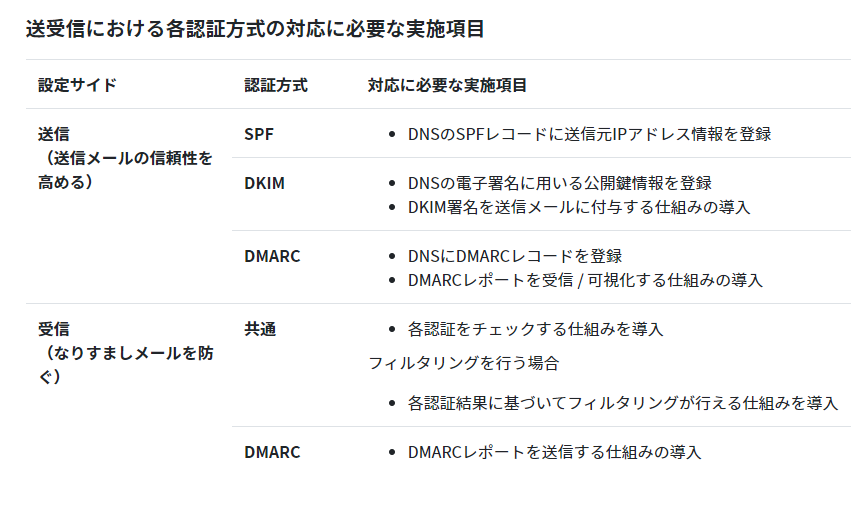 送受信における各認証方式の対応に必要な実施項目
設定サイド 認証方式 対応に必要な実施項目
送信
（送信メールの信頼性を
高める）
SPF
• DNSのSPFレコードに送信元IPアドレス情報を登録
DKIM
• DNSの電子署名に用いる公開鍵情報を登録
• DKIM署名を送信メールに付与する仕組みの導入
DMARC
• DNSにDMARCレコードを登録
• DMARCレポートを受信 / 可視化する仕組みの導入
受信
（なりすましメールを防
ぐ）
共通
• 各認証をチェックする仕組みを導入
フィルタリングを行う場合
• 各認証結果に基づいてフィルタリングが行える仕組みを導入
DMARC
• DMARCレポートを送信する仕組みの導入